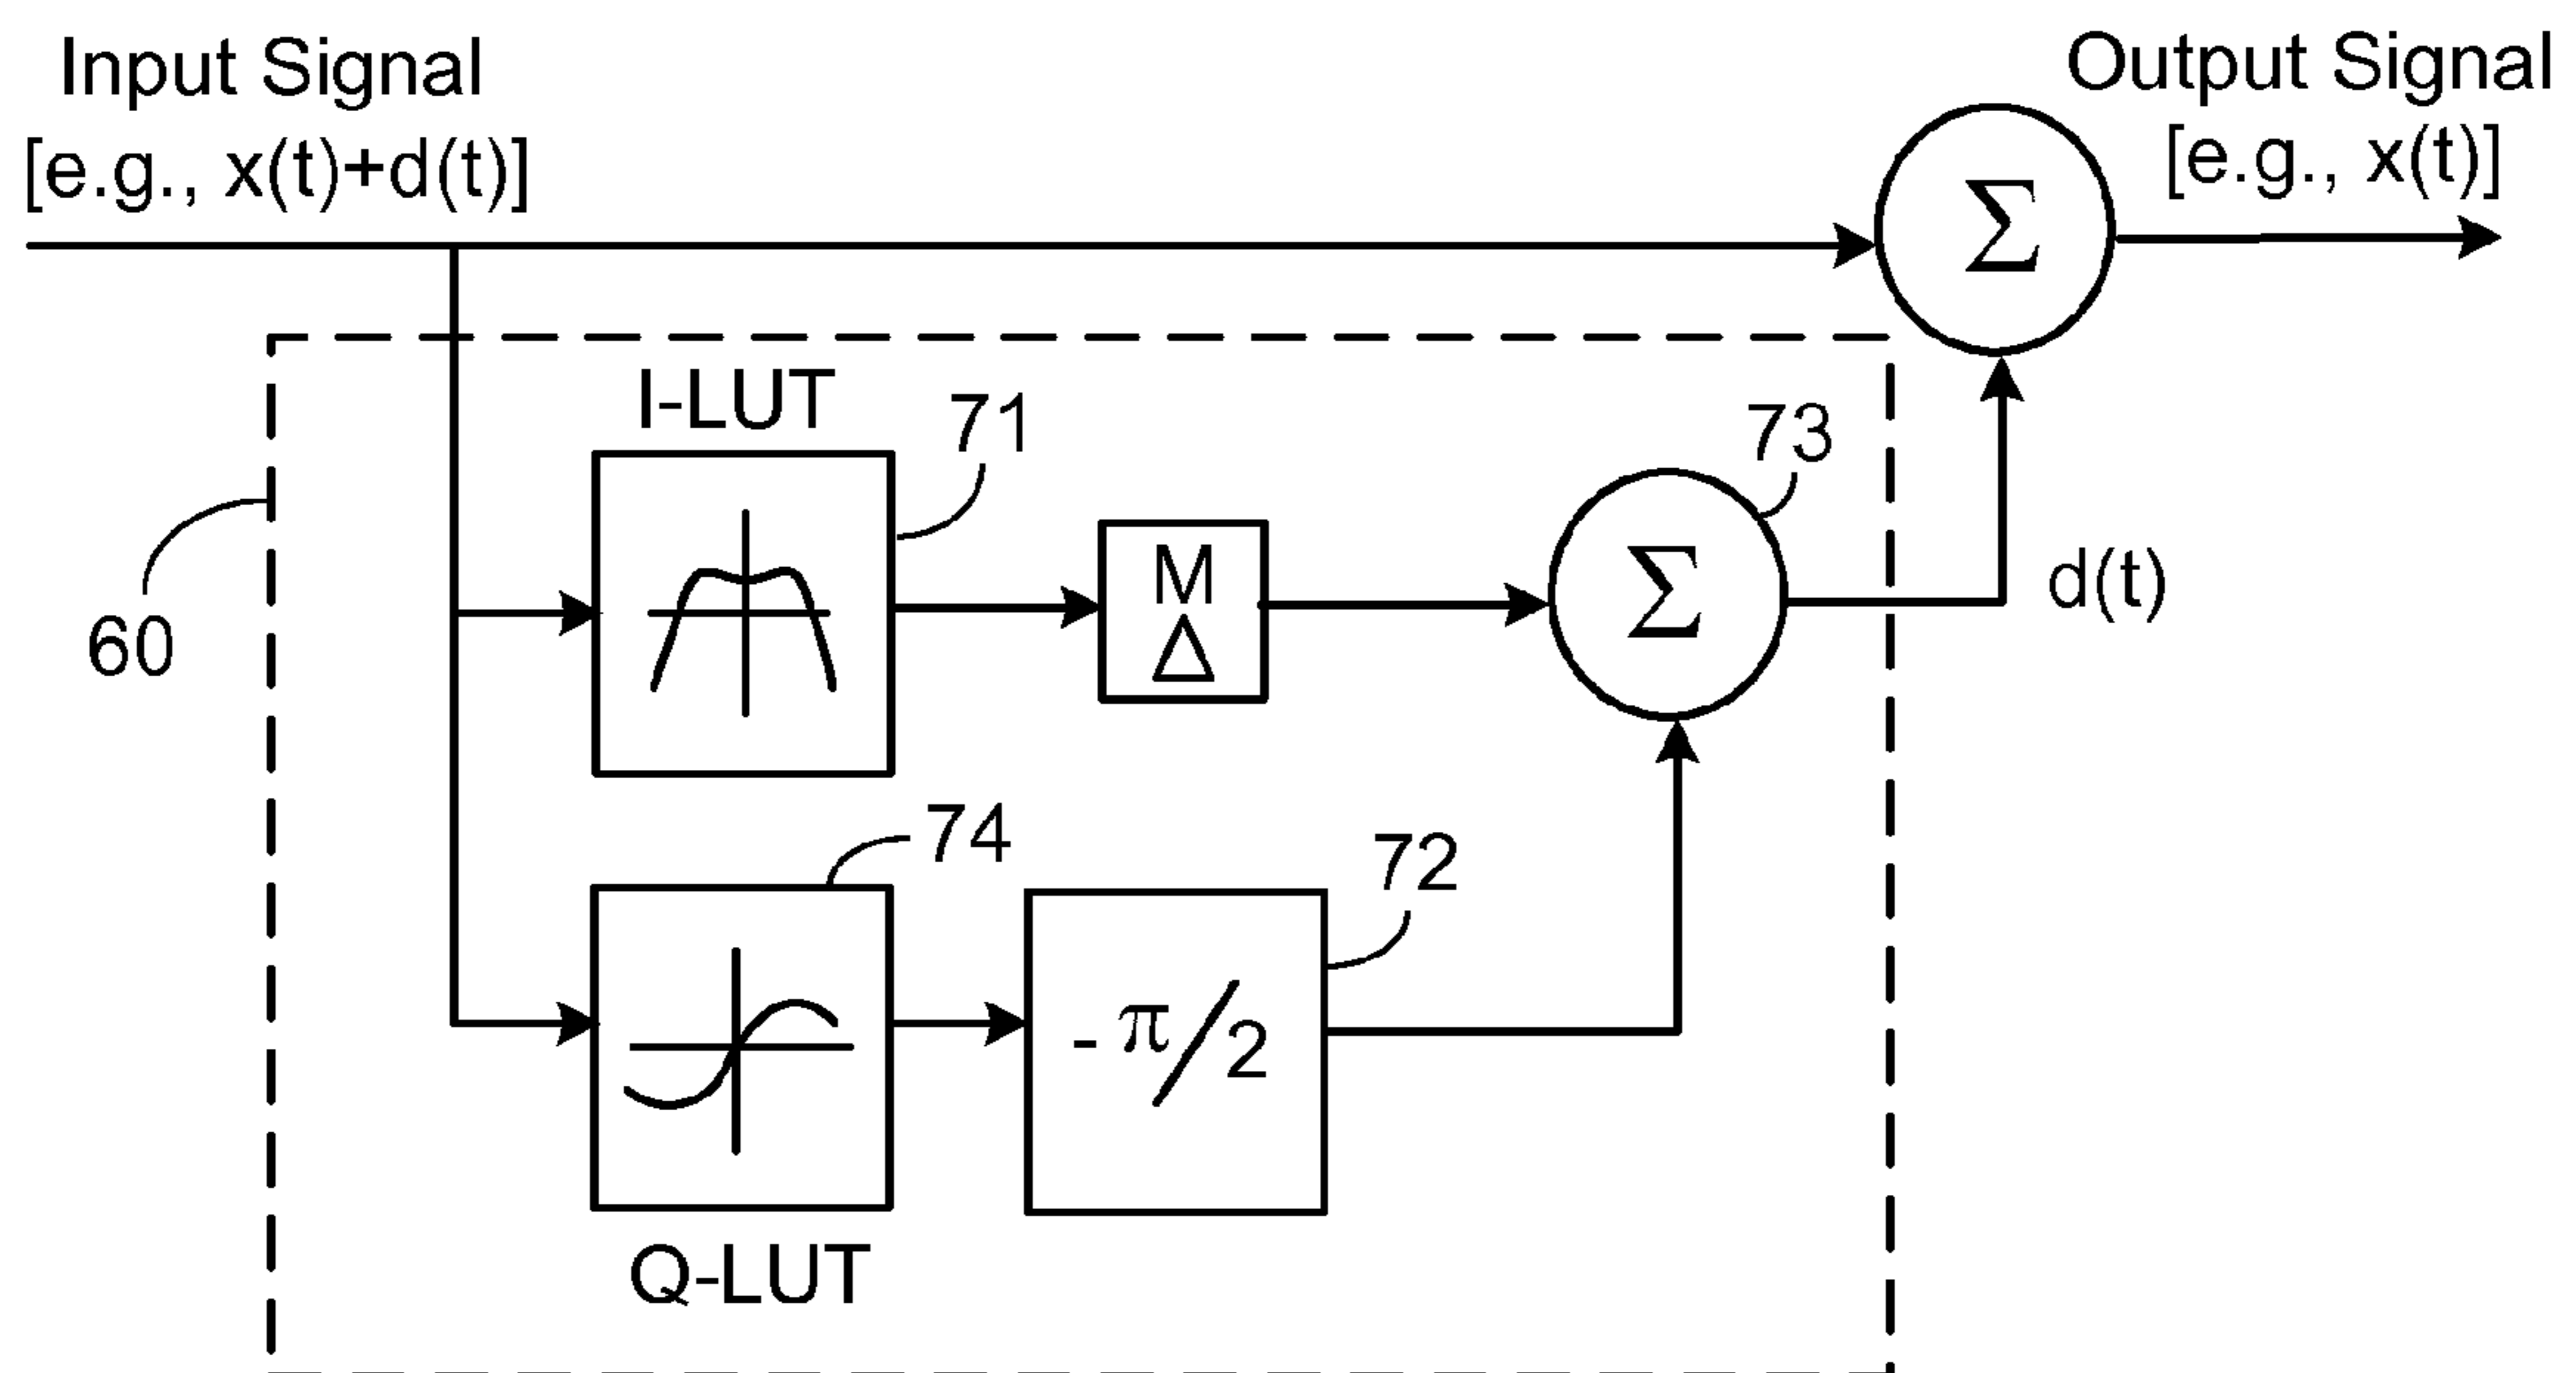 Input Signal
[e.g., x(t)+d(t)]
Output Signal
[e.g., x(t)]
Σ
I-LUT
71
73
60
M
Δ
Σ
d(t)
74
72
- π/2
Q-LUT